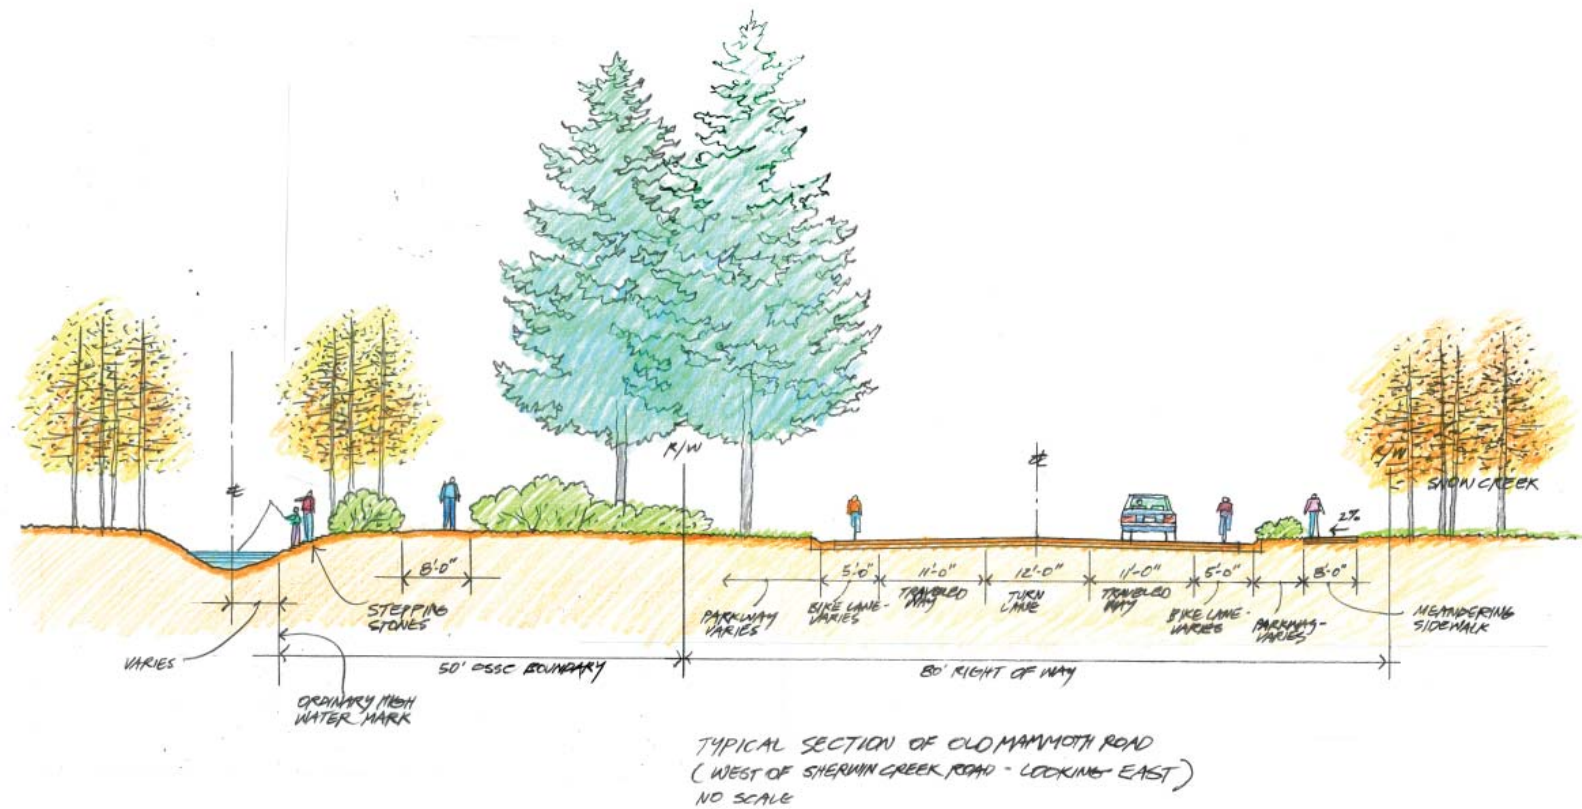 R/W
R/W
SNOW CREEK
2%
8'-0"
5'-0"
11'-0"
12'-0"
11'-0"
5'-0"
8'-0"
STEPPING
STONES
PARKWAY
VARIES
BIKE LANE-
VARIES
TRAVELED
WAY
TURN
LANE
TRAVELED
WAY
BIKE LANE-
VARIES
PARKWAY-
VARIES
MEANDERING
SIDEWALK
VARIES
50' OSSC BOUNDARY
80' RIGHT OF WAY
ORDINARY HIGH
WATER MARK
TYPICAL SECTION OF OLD MAMMOTH ROAD
(WEST OF SHERWIN CREEK ROAD - LOOKING EAST)
NO SCALE